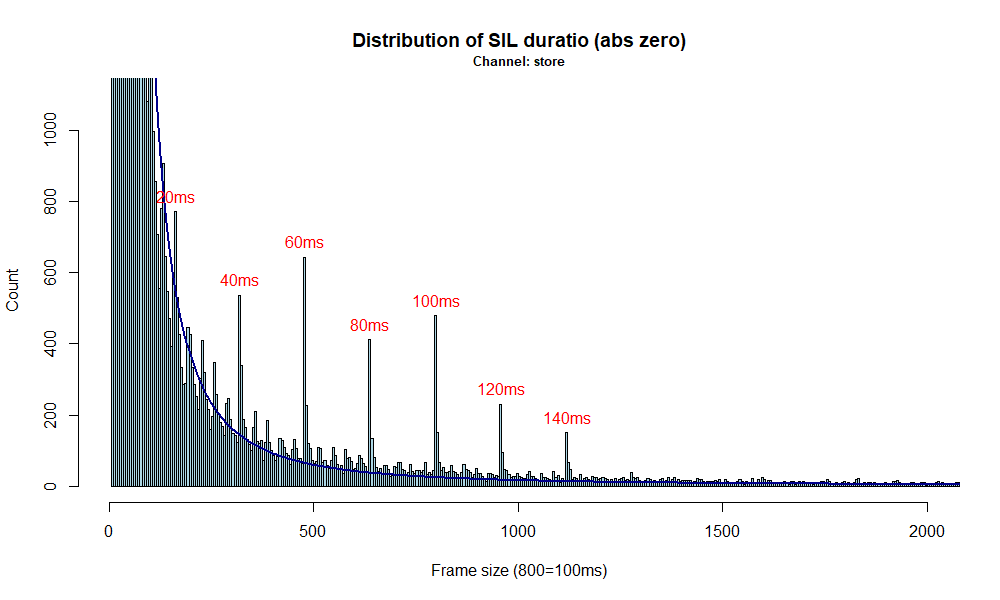 Distribution of SIL duratio (abs zero)
Channel: store
Count
0
200
400
600
800
1000
20ms
40ms
60ms
80ms
100ms
120ms
140ms
0
500
1000
1500
2000
Frame size (800=100ms)